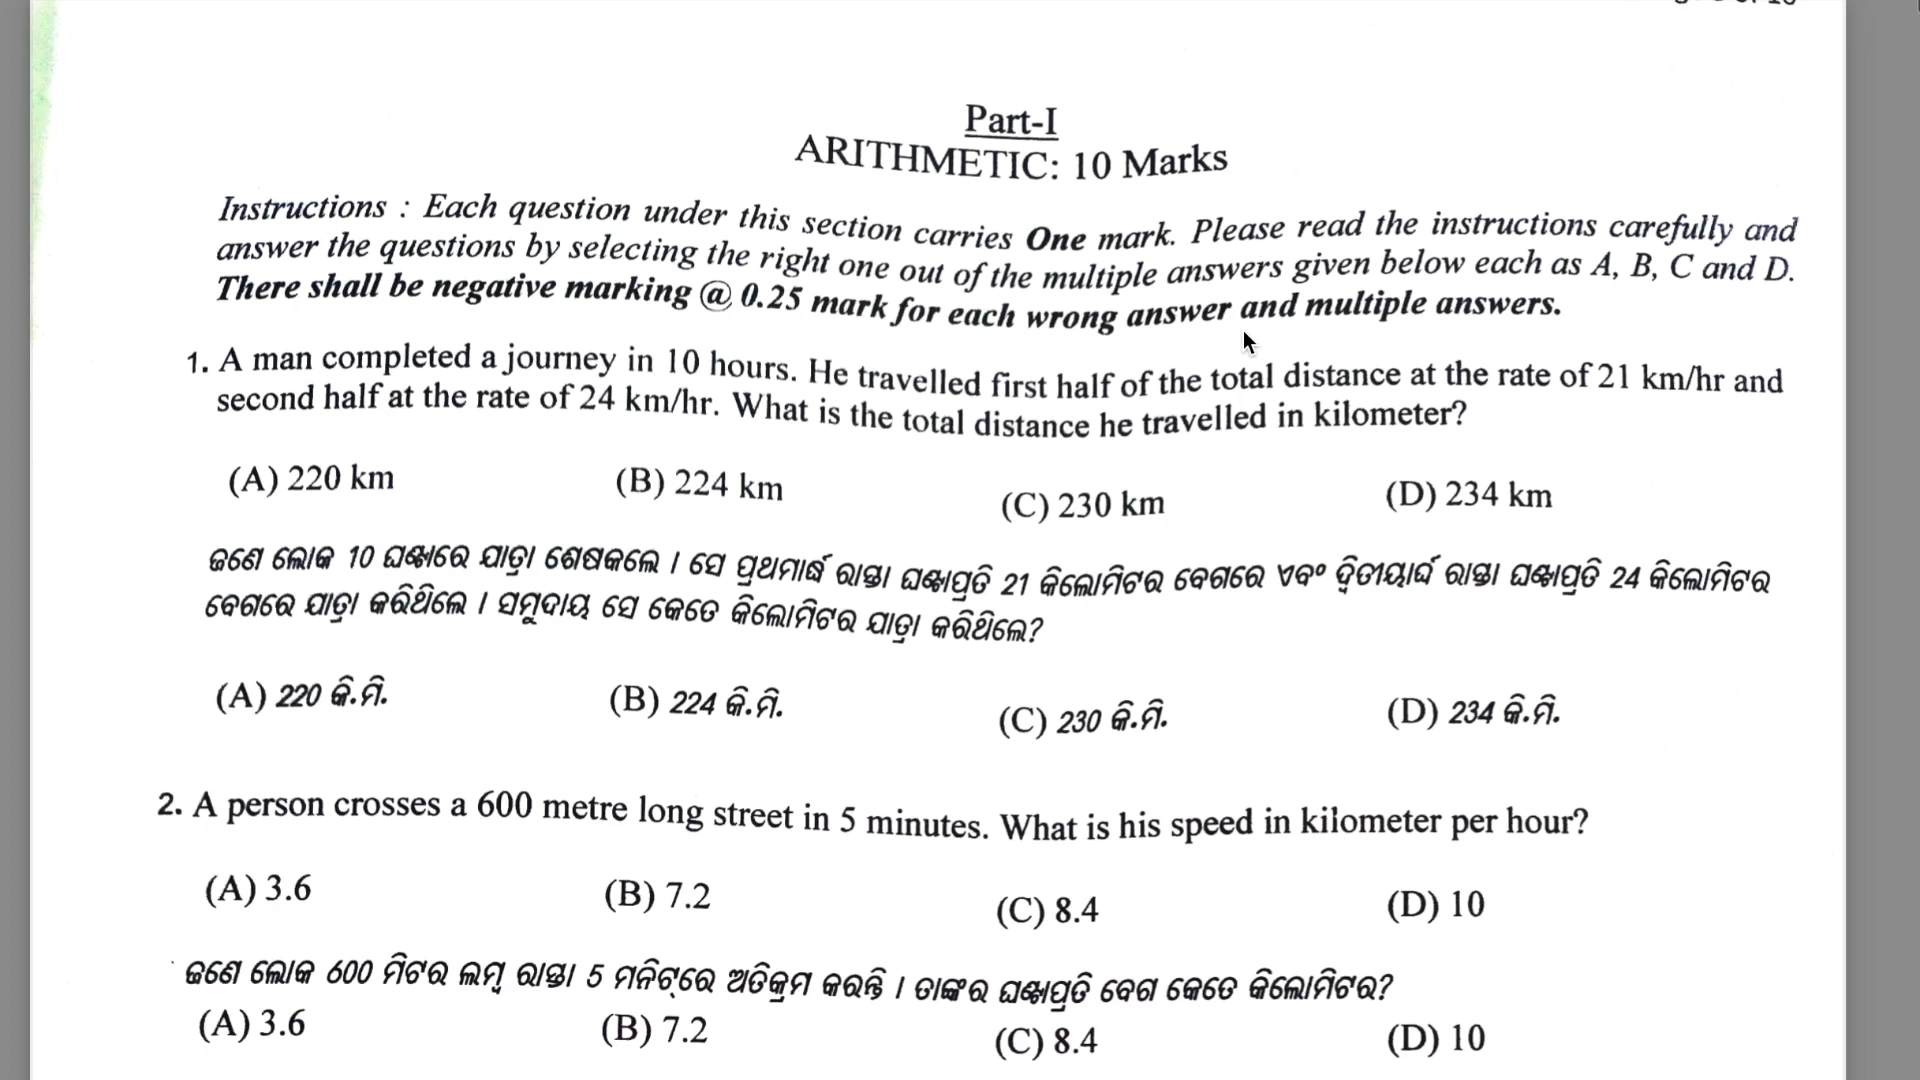 Part-I
ARITHMETIC: 10 Marks
Instructions : Each question under this section carries One mark. Please read the instructions carefully and
answer the questions by selecting the right one out of the multiple answers given below each as A, B, C and D.
There shall be negative marking @ 0.25 mark for each wrong answer and multiple answers.
1. A man completed a journey in 10 hours. He travelled first half of the total distance at the rate of 21 km/hr and
second half at the rate of 24 km/hr. What is the total distance he travelled in kilometer?
(A) 220 km (B) 224 km (C) 230 km (D) 234 km
ଜଣେ ଲୋକ 10 ଘଣ୍ଟାରେ ଯାତ୍ରା ଶେଷକଲେ । ସେ ପ୍ରଥମାର୍ଦ୍ଧ ରାସ୍ତା ଘଣ୍ଟାପ୍ରତି 21 କିଲୋମିଟର ବେଗରେ ଏବଂ ଦ୍ୱିତୀୟାର୍ଦ୍ଧ ରାସ୍ତା ଘଣ୍ଟାପ୍ରତି 24 କିଲୋମିଟର
ବେଗରେ ଯାତ୍ରା କରିଥିଲେ । ସମୁଦାୟ ସେ କେତେ କିଲୋମିଟର ଯାତ୍ରା କରିଥିଲେ?
(A) 220 କି.ମି. (B) 224 କି.ମି. (C) 230 କି.ମି. (D) 234 କି.ମି.
2. A person crosses a 600 metre long street in 5 minutes. What is his speed in kilometer per hour?
(A) 3.6 (B) 7.2 (C) 8.4 (D) 10
ଜଣେ ଲୋକ 600 ମିଟର ଲମ୍ବ ରାସ୍ତା 5 ମନିଟ୍‌ରେ ଅତିକ୍ରମ କରନ୍ତି । ତାଙ୍କର ଘଣ୍ଟାପ୍ରତି ବେଗ କେତେ କିଲୋମିଟର?
(A) 3.6 (B) 7.2 (C) 8.4 (D) 10